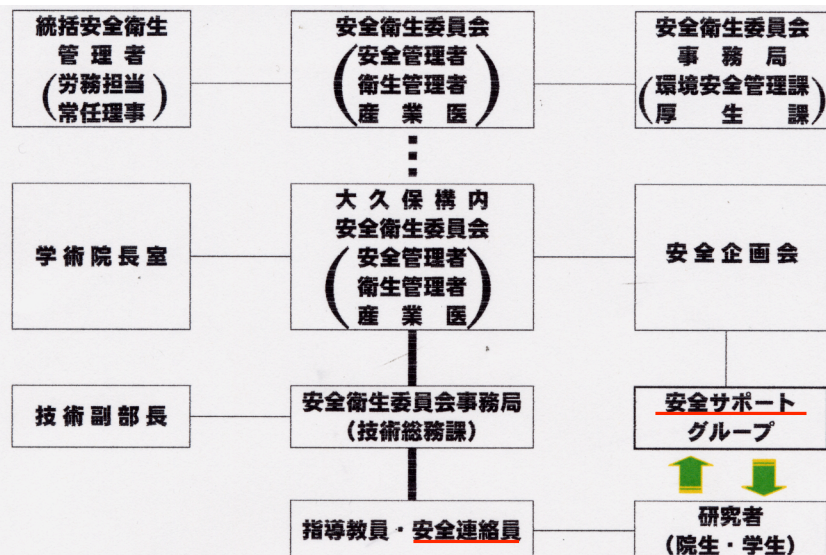 統括安全衛生
管理者
(労務担当
常任理事)
安全衛生委員会
(安全管理者
衛生管理者
産業医)
安全衛生委員会
事務局
(環境安全管理課
厚生課)
学術院長室
大久保構内
安全衛生委員会
(安全管理者
衛生管理者
産業医)
安全企画会
技術副部長
安全衛生委員会事務局
(技術総務課)
安全サポート
グループ
指導教員・安全連絡員
研究者
(院生・学生)